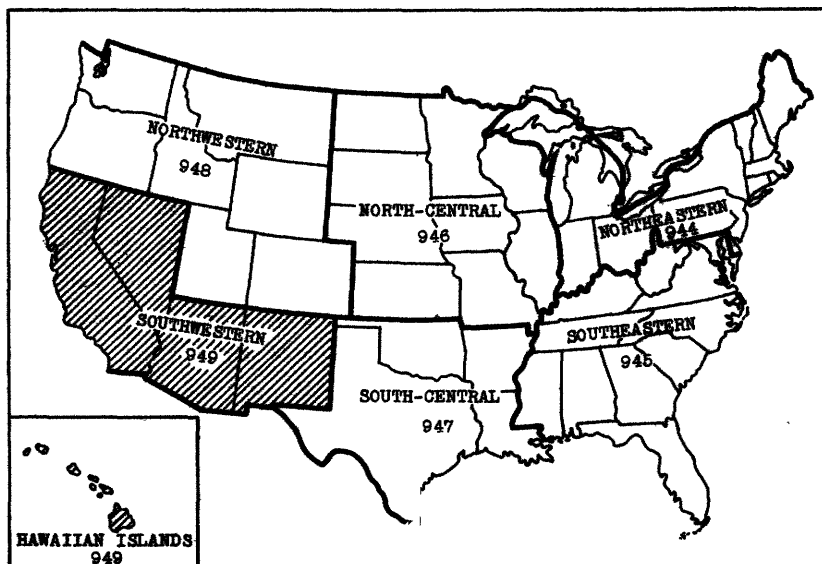 NORTHWESTERN
948
NORTH-CENTRAL
946
NORTHEASTERN
944
SOUTHWESTERN
949
SOUTHEASTERN
945
SOUTH-CENTRAL
947
HAWAIIAN ISLANDS
949